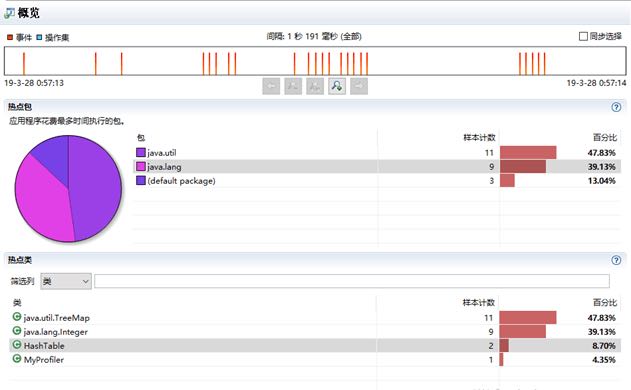 概览
事件 操作集 间隔: 1 秒 191 毫秒 (全部) 同步选择
19-3-28 0:57:13 19-3-28 0:57:14
热点包
应用程序花费最多时间执行的包。
包 样本计数 百分比
java.util 11 47.83%
java.lang 9 39.13%
(default package) 3 13.04%
热点类
筛选列 类
类 样本计数 百分比
java.util.TreeMap 11 47.83%
java.lang.Integer 9 39.13%
HashTable 2 8.70%
MyProfiler 1 4.35%